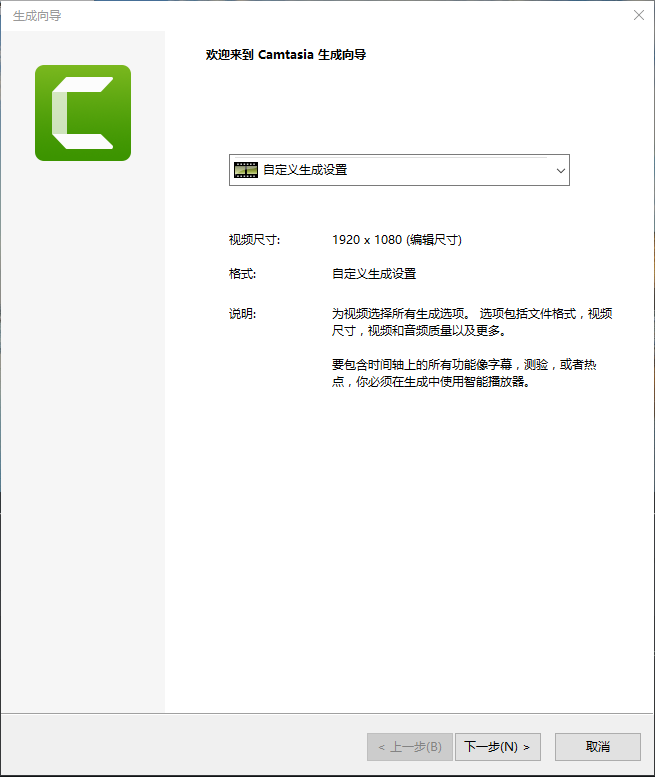 生成向导
欢迎来到 Camtasia 生成向导
自定义生成设置
视频尺寸: 1920 x 1080 (编辑尺寸)
格式: 自定义生成设置
说明: 为视频选择所有生成选项。 选项包括文件格式，视频
尺寸，视频和音频质量以及更多。
要包含时间轴上的所有功能像字幕，测验，或者热
点，你必须在生成中使用智能播放器。
< 上一步(B) 下一步(N) > 取消